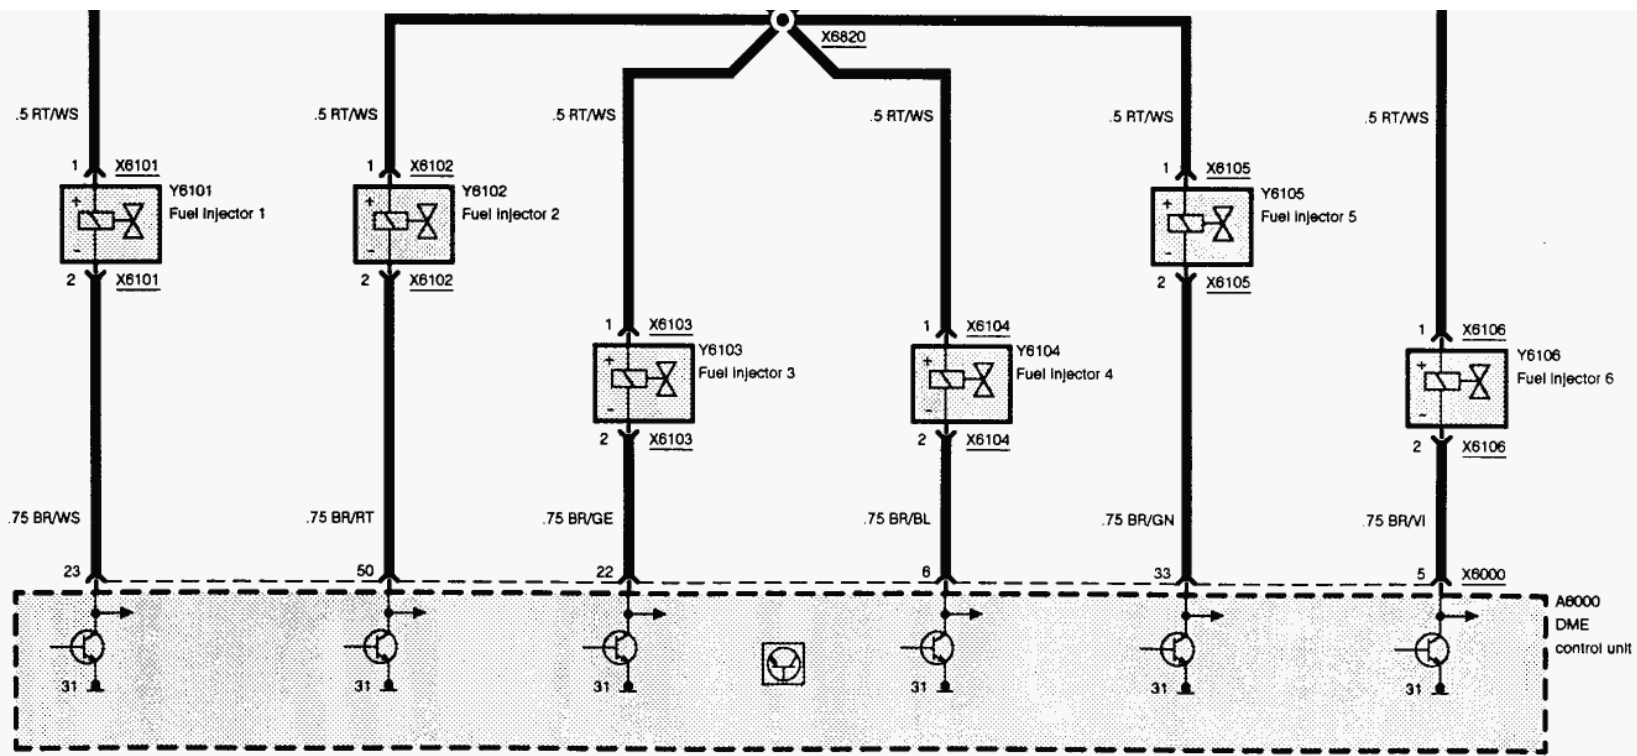 X6820
.5 RT/WS .5 RT/WS .5 RT/WS .5 RT/WS .5 RT/WS .5 RT/WS
1 X6101 1 X6102 1 X6105
Y6101 Y6102 Y6105
+ Fuel Injector 1 + Fuel Injector 2 + Fuel Injector 5
- - -
2 X6101 2 X6102 2 X6105
1 X6103 1 X6104 1 X6106
Y6103 Y6104 Y6106
+ Fuel Injector 3 + Fuel Injector 4 + Fuel Injector 6
- - -
2 X6103 2 X6104 2 X6106
.75 BR/WS .75 BR/RT .75 BR/GE .75 BR/BL .75 BR/GN .75 BR/VI
23 50 22 6 33 5 X6000
A6000
DME
control unit
31 31 31 31 31 31